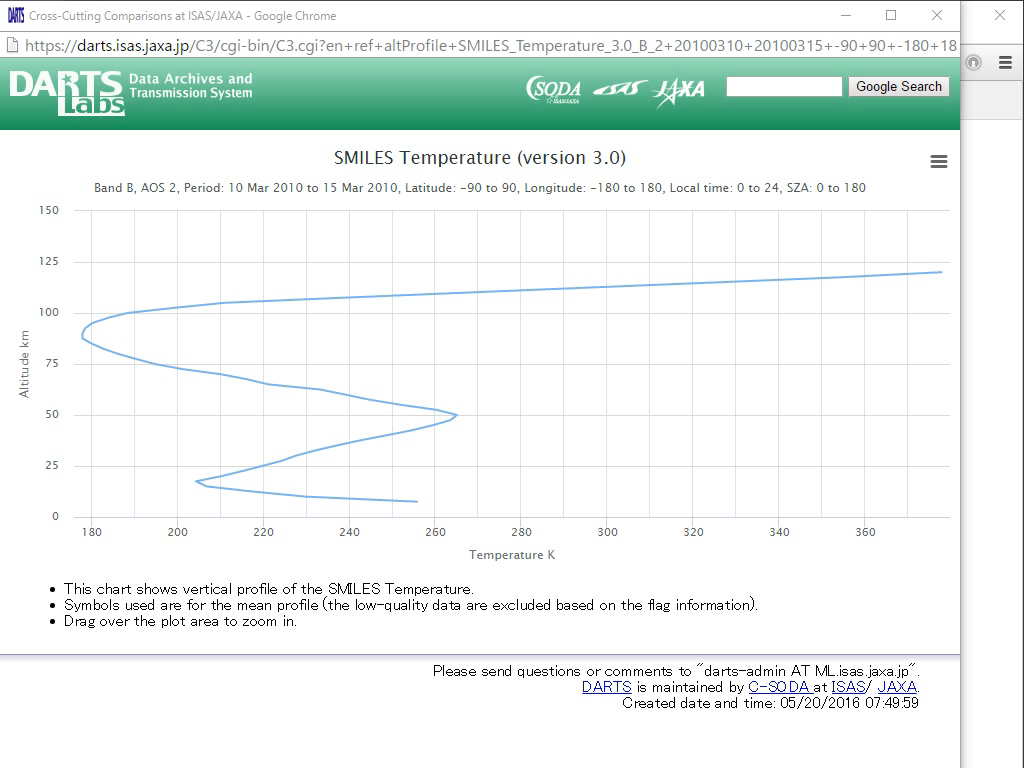 DARTS Cross-Cutting Comparisons at ISAS/JAXA - Google Chrome
https://darts.isas.jaxa.jp/C3/cgi-bin/C3.cgi?en+ref+altProfile+SMILES_Temperature_3.0_B_2+20100310+20100315+-90+90+-180+18
DARTS Labs
Data Archives and
Transmission System
SODA ISAS JAXA Google Search
SMILES Temperature (version 3.0)
Band B, AOS 2, Period: 10 Mar 2010 to 15 Mar 2010, Latitude: -90 to 90, Longitude: -180 to 180, Local time: 0 to 24, SZA: 0 to 180
150
125
100
75
50
25
0
Altitude km
180 200 220 240 260 280 300 320 340 360
Temperature K
• This chart shows vertical profile of the SMILES Temperature.
• Symbols used are for the mean profile (the low-quality data are excluded based on the flag information).
• Drag over the plot area to zoom in.
Please send questions or comments to "darts-admin AT ML.isas.jaxa.jp".
DARTS is maintained by C-SODA at ISAS/ JAXA.
Created date and time: 05/20/2016 07:49:59